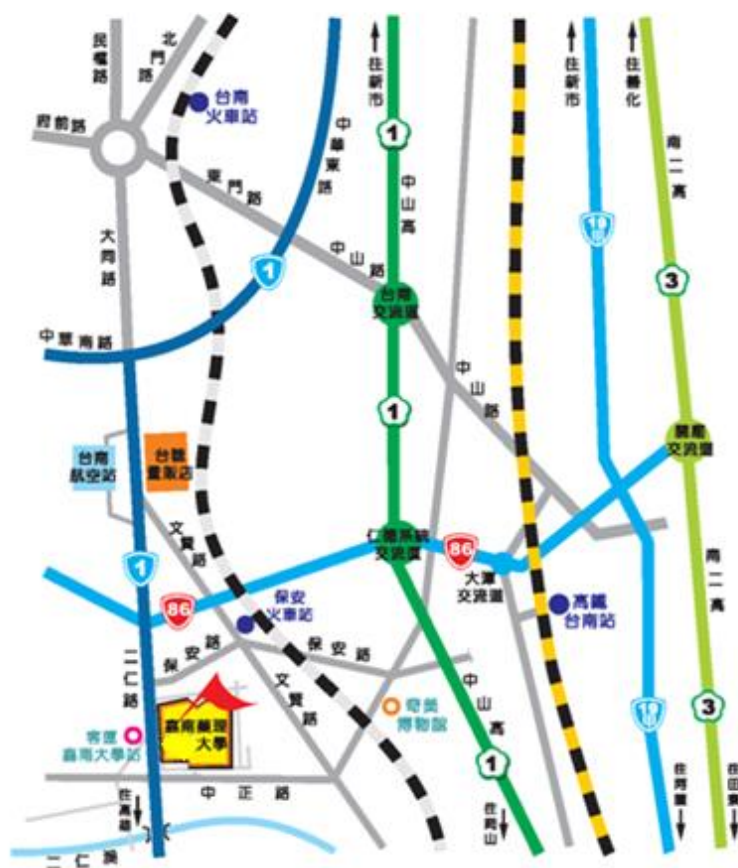 民權路
北門路
府前路
台南
火車站
東門路
中華東路
往新市
1
中山高
往新市
往善化
南二高
19甲
3
1
大同路
中山路
台南
交流道
中華南路
1
中山路
關廟
交流道
台南
航空站
台糖
量販店
文賢路
仁德系統
交流道
86
大潭
交流道
1
86
保安
火車站
高鐵
台南站
南二高
保安路
保安路
二仁路
文賢路
中山高
奇美
博物館
嘉南藥理
大學
客運
嘉南大學站
19甲
3
1
中正路
往高雄
往岡山
往阿蓮
往田寮
二仁溪